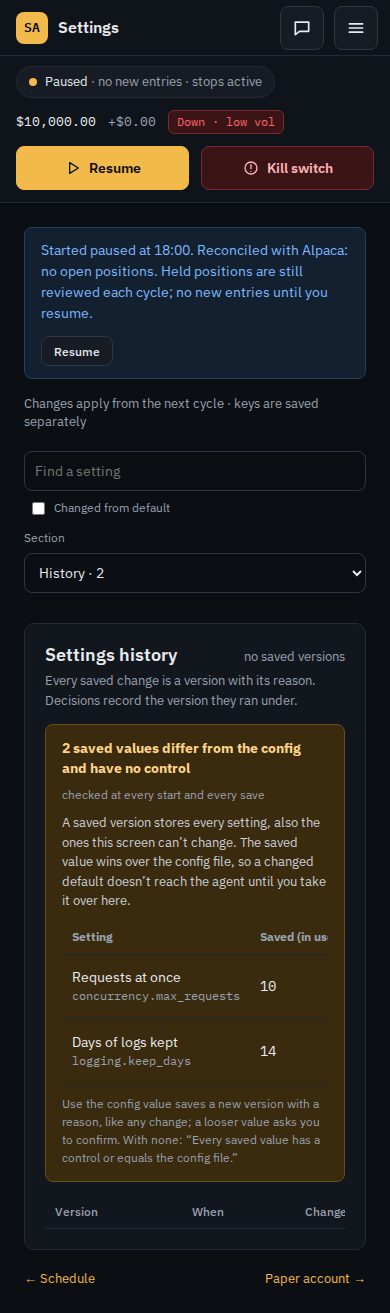 SA Settings
Paused · no new entries · stops active
$10,000.00 +$0.00 Down · low vol
Resume Kill switch
Started paused at 18:00. Reconciled with Alpaca:
no open positions. Held positions are still
reviewed each cycle; no new entries until you
resume.
Resume
Changes apply from the next cycle · keys are saved
separately
Find a setting
Changed from default
Section
History · 2
Settings history no saved versions
Every saved change is a version with its reason.
Decisions record the version they ran under.
2 saved values differ from the config
and have no control
checked at every start and every save
A saved version stores every setting, also the
ones this screen can’t change. The saved
value wins over the config file, so a changed
default doesn’t reach the agent until you take
it over here.
Setting Saved (in
Requests at once
concurrency.max_requests 10
Days of logs kept
logging.keep_days 14
Use the config value saves a new version with a
reason, like any change; a looser value asks you
to confirm. With none: “Every saved value has a
control or equals the config file.”
Version When Change
← Schedule Paper account →